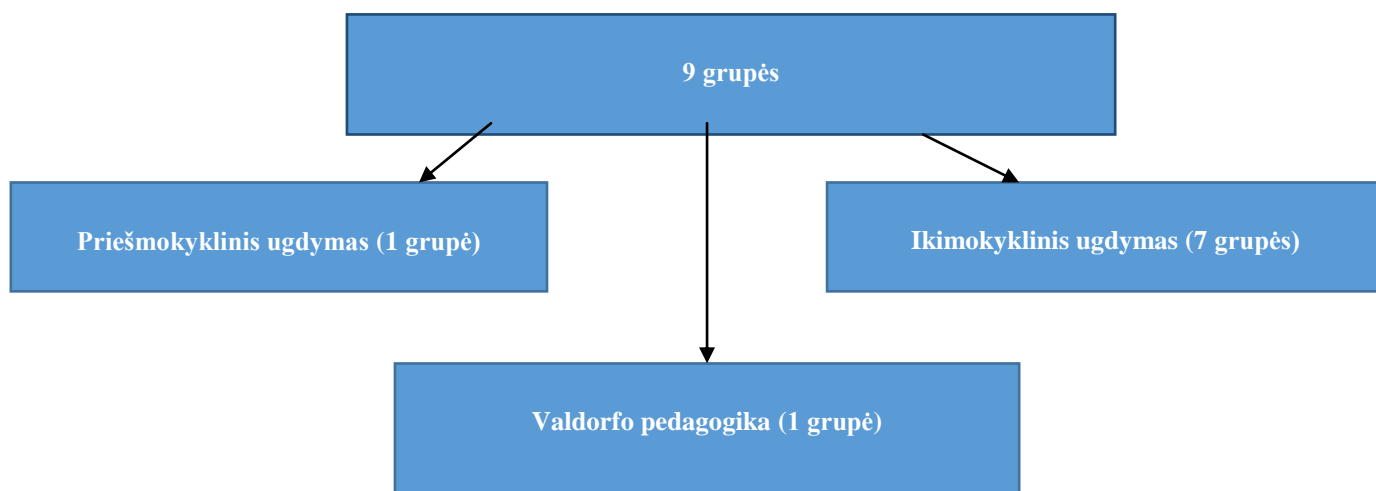 9 grupės
Priešmokyklinis ugdymas (1 grupė)
Ikimokyklinis ugdymas (7 grupės)
Valdorfo pedagogika (1 grupė)